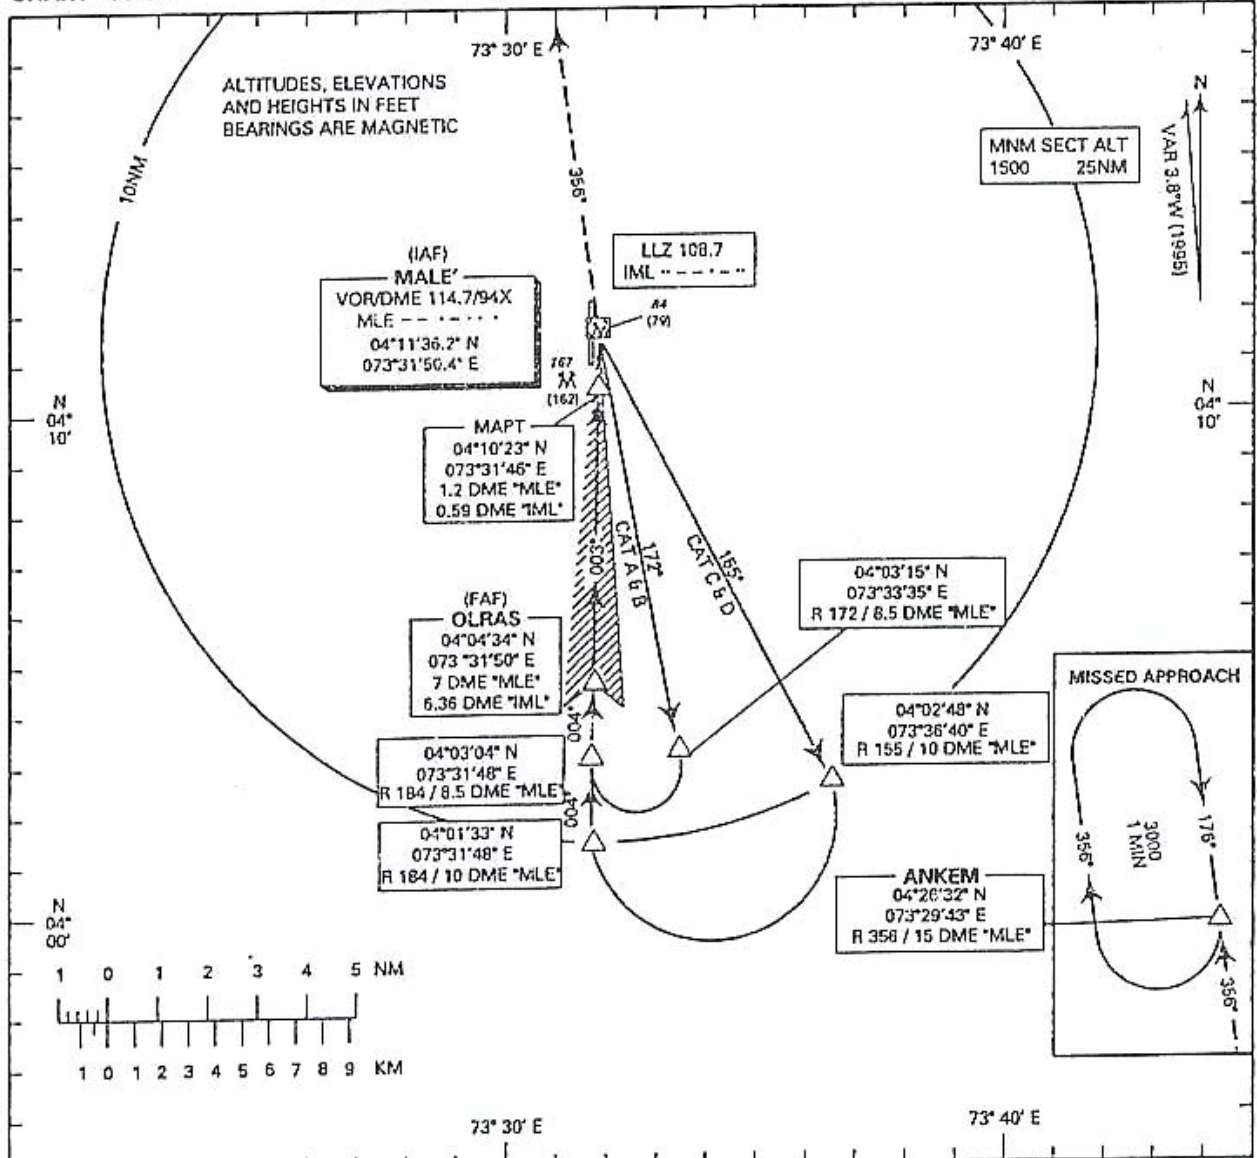 73° 30' E
73° 40' E
ALTITUDES, ELEVATIONS
AND HEIGHTS IN FEET
BEARINGS ARE MAGNETIC
N
VAR 3.8°W (1995)
MNM SECT ALT
1500 25NM
10NM
356°
LLZ 108.7
IML
(IAF)
MALE'
VOR/DME 114.7/94X
MLE
04°11'36.2" N
073°31'50.4" E
84
(79)
167
(162)
N
04°
10'
N
04°
10'
MAPT
04°10'23" N
073°31'46" E
1.2 DME "MLE"
0.59 DME "IML"
003°
172°
CAT A & B
CAT C & D
04°03'15" N
073°33'35" E
R 172 / 8.5 DME "MLE"
(FAF)
OLRAS
04°04'34" N
073°31'50" E
7 DME "MLE"
6.36 DME "IML"
004°
04°02'48" N
073°36'40" E
R 155 / 10 DME "MLE"
04°03'04" N
073°31'48" E
R 184 / 8.5 DME "MLE"
004°
04°01'33" N
073°31'48" E
R 184 / 10 DME "MLE"
MISSED APPROACH
356°
3000
1 MIN
176°
356°
ANKEM
04°26'32" N
073°29'43" E
R 356 / 15 DME "MLE"
N
04°
00'
1 0 1 2 3 4 5 NM
1 0 1 2 3 4 5 6 7 8 9 KM
73° 30' E
73° 40' E